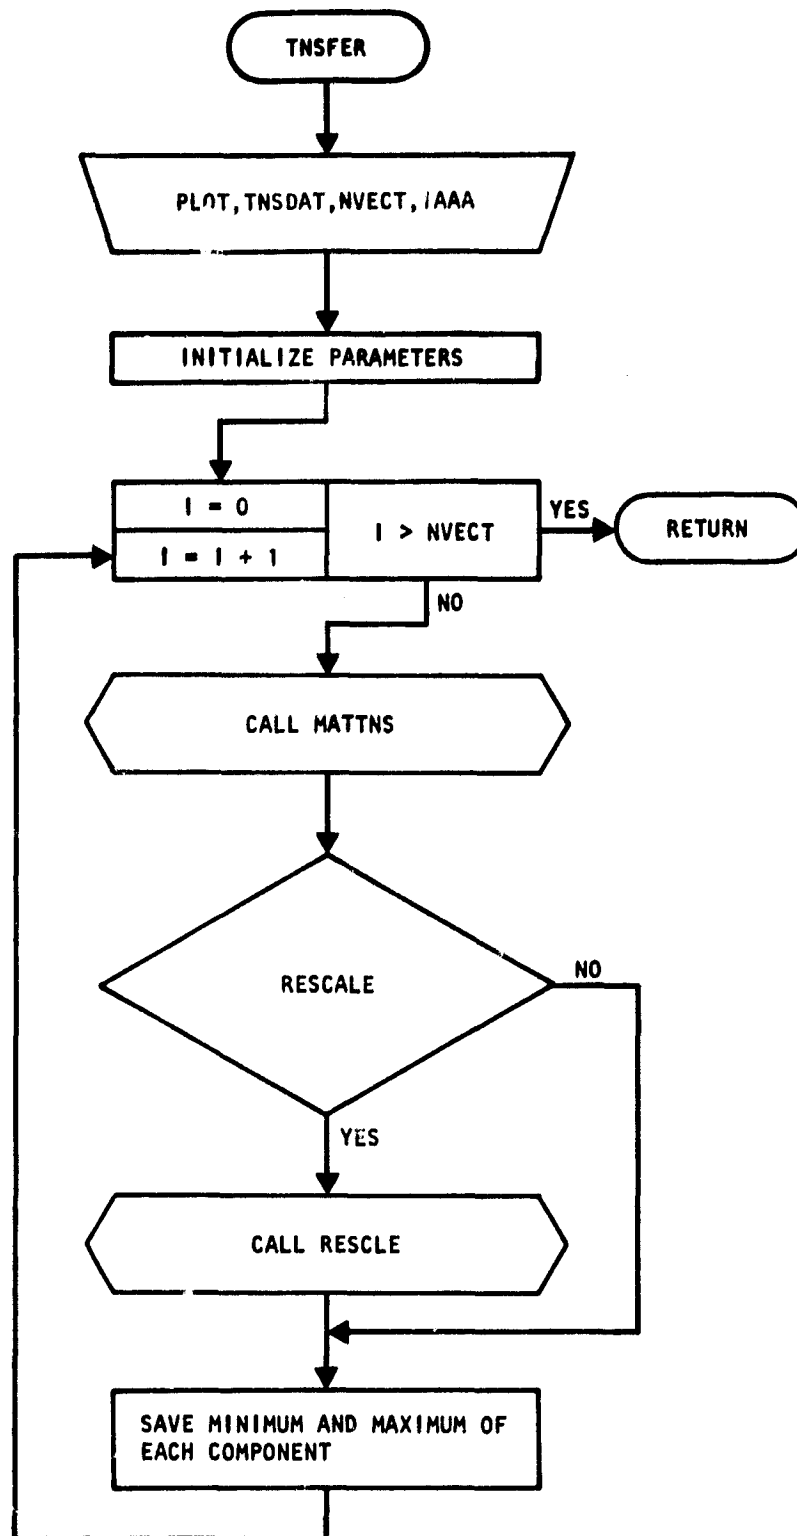 TNSFER
PLOT,TNSDAT,NVECT,IAAA
INITIALIZE PARAMETERS
I = 0
I = I + 1
I > NVECT
YES
RETURN
NO
CALL MATTNS
RESCALE
NO
YES
CALL RESCLE
SAVE MINIMUM AND MAXIMUM OF
EACH COMPONENT